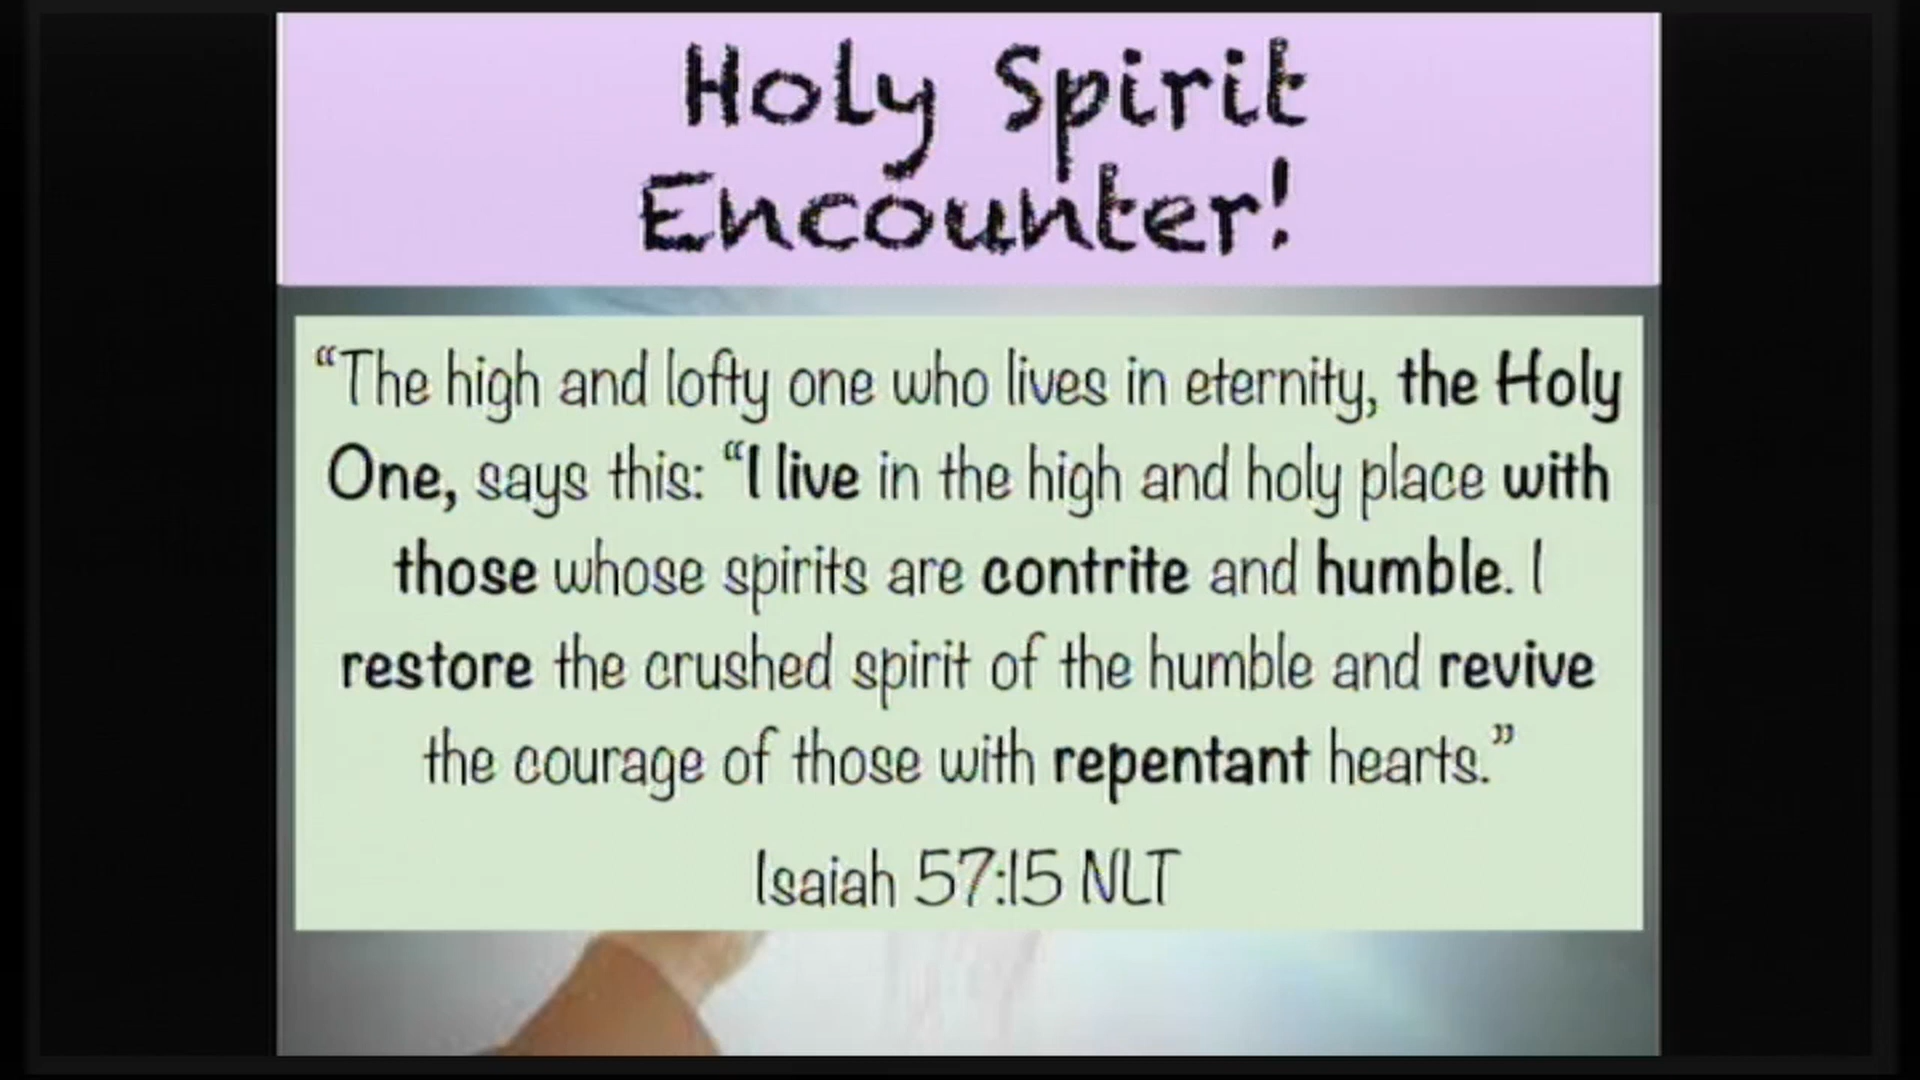 Holy Spirit
Encounter!
“The high and lofty one who lives in eternity, the Holy
One, says this: “I live in the high and holy place with
those whose spirits are contrite and humble. I
restore the crushed spirit of the humble and revive
the courage of those with repentant hearts.”
Isaiah 57:15 NLT